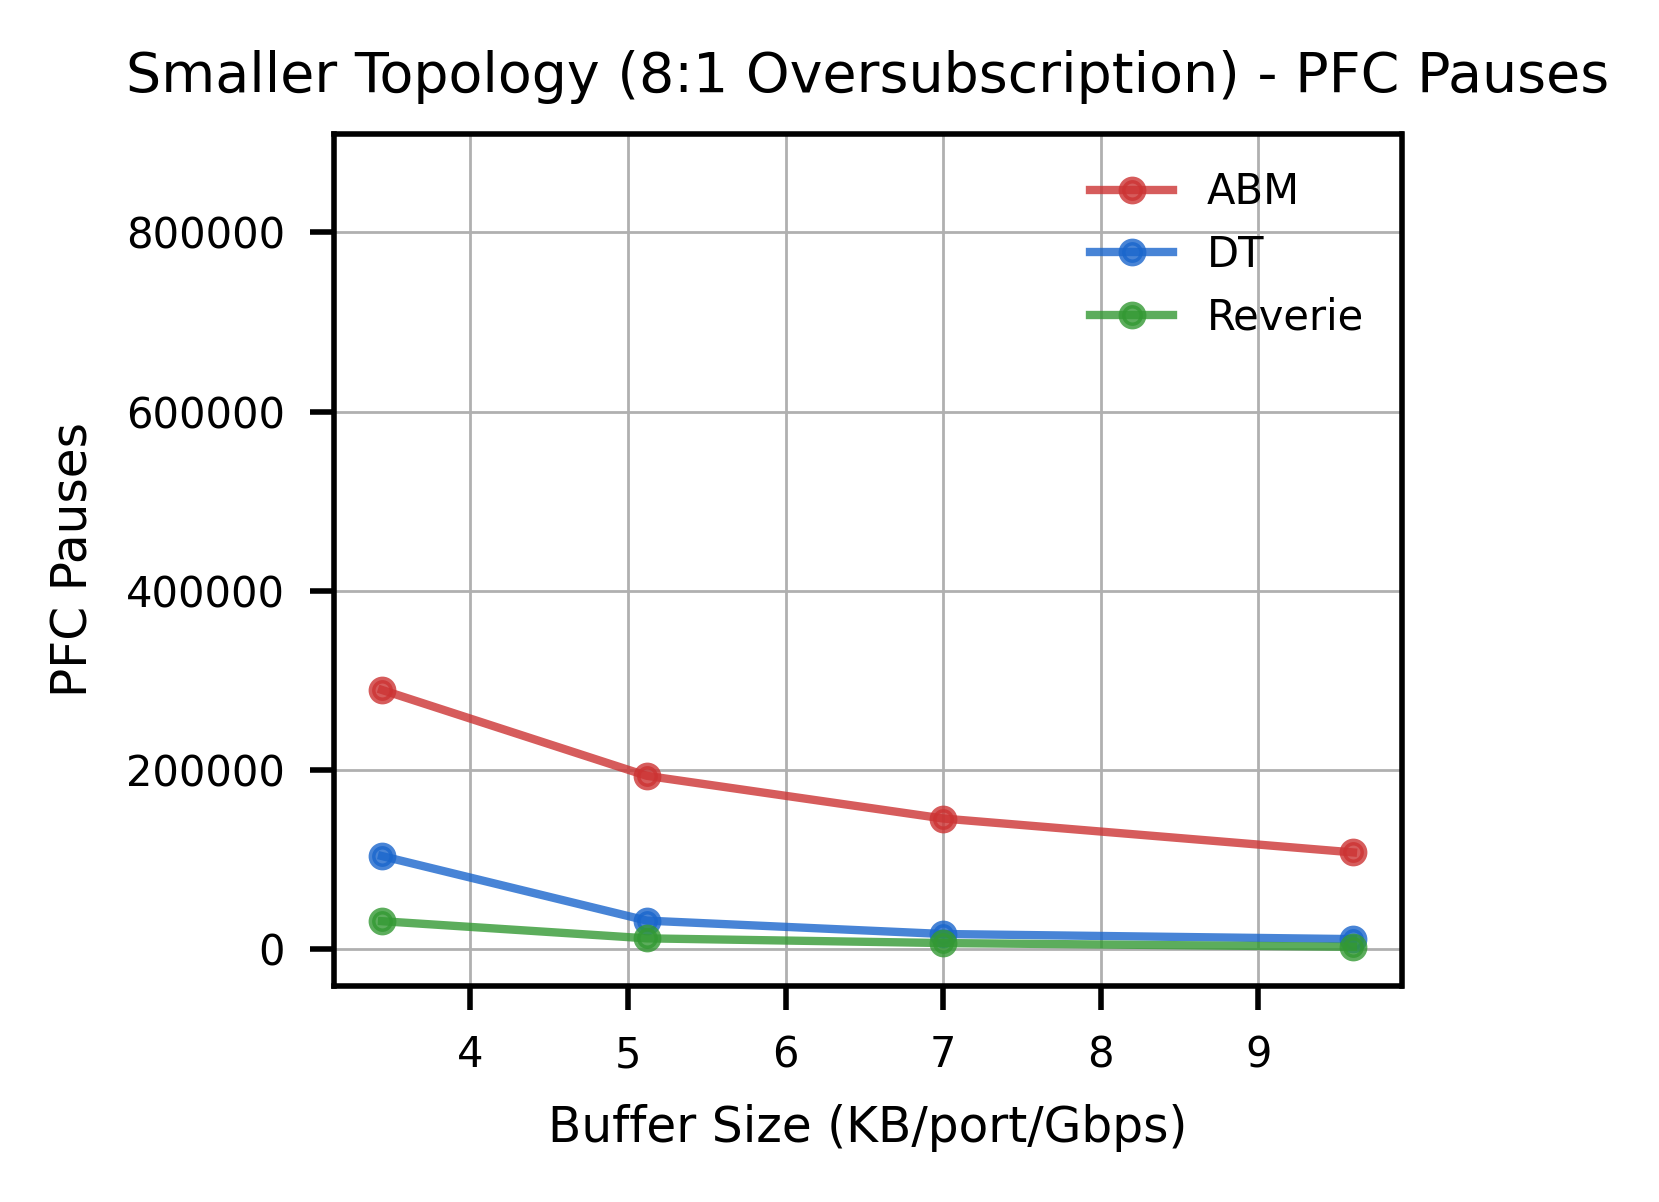 Smaller Topology (8:1 Oversubscription) - PFC Pauses
ABM
DT
Reverie
800000
600000
400000
200000
0
PFC Pauses
4 5 6 7 8 9
Buffer Size (KB/port/Gbps)